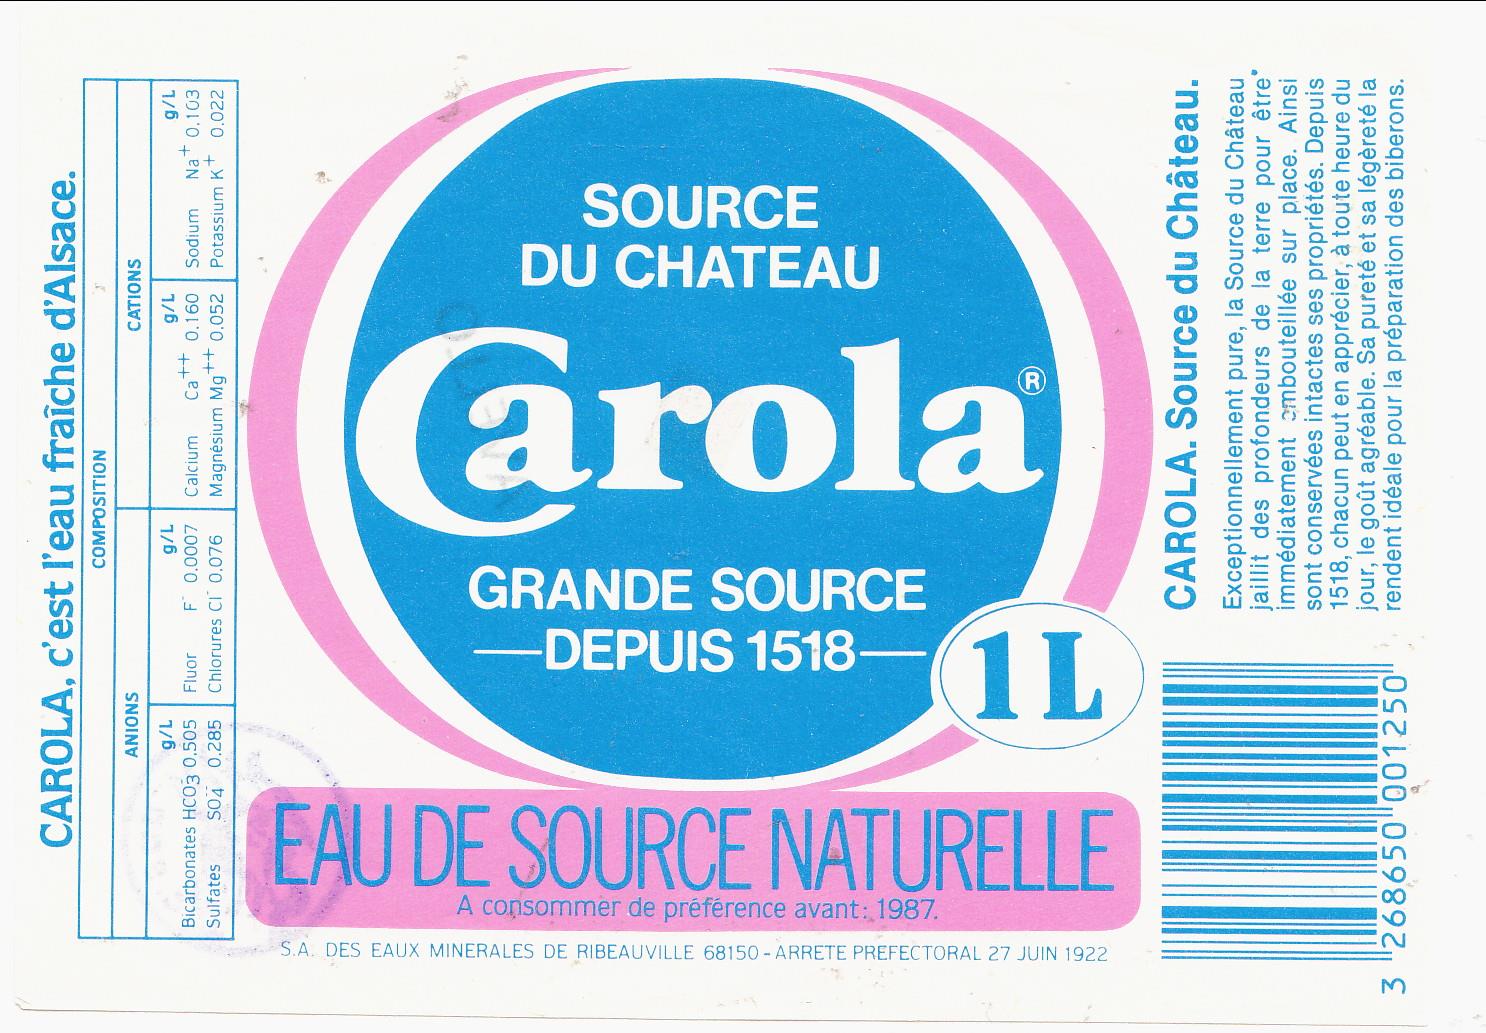 CAROLA, c'est l'eau fraîche d'Alsace.
COMPOSITION
ANIONS
CATIONS
g/L
Bicarbonates HCO3 0.505
Sulfates SO4⁻⁻ 0.285
g/L
Fluor F⁻ 0.0007
Chlorures Cl⁻ 0.076
g/L
Calcium Ca++ 0.160
Magnésium Mg++ 0.052
g/L
Sodium Na+ 0.103
Potassium K+ 0.022
SOURCE
DU CHATEAU
Carola®
GRANDE SOURCE
—DEPUIS 1518—
1L
EAU DE SOURCE NATURELLE
A consommer de préférence avant: 1987.
S.A. DES EAUX MINERALES DE RIBEAUVILLE 68150 - ARRETE PREFECTORAL 27 JUIN 1922
CAROLA. Source du Château.
Exceptionnellement pure, la Source du Château
jaillit des profondeurs de la terre pour être
immédiatement embouteillée sur place. Ainsi
sont conservées intactes ses propriétés. Depuis
1518, chacun peut en apprécier, à toute heure du
jour, le goût agréable. Sa pureté et sa légèreté la
rendent idéale pour la préparation des biberons.
3 268650 001250